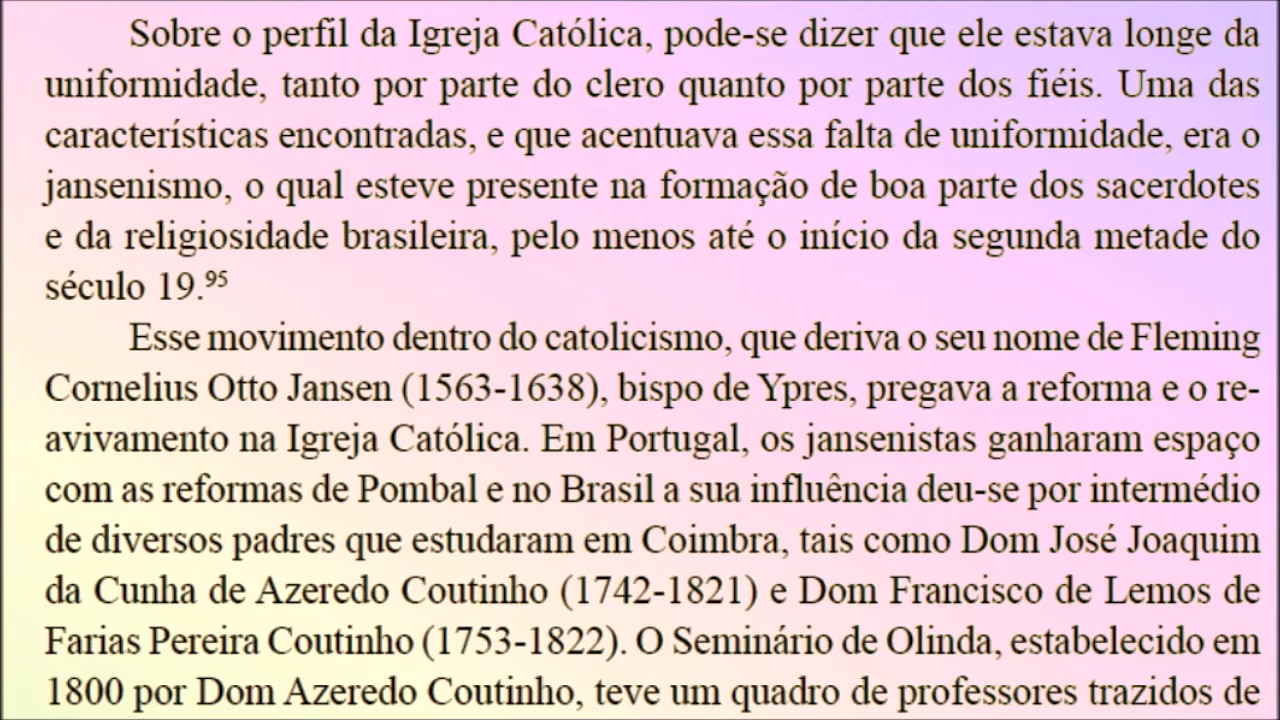 Sobre o perfil da Igreja Católica, pode-se dizer que ele estava longe da
uniformidade, tanto por parte do clero quanto por parte dos fiéis. Uma das
características encontradas, e que acentuava essa falta de uniformidade, era o
jansenismo, o qual esteve presente na formação de boa parte dos sacerdotes
e da religiosidade brasileira, pelo menos até o início da segunda metade do
século 19.⁹⁵
Esse movimento dentro do catolicismo, que deriva o seu nome de Fleming
Cornelius Otto Jansen (1563-1638), bispo de Ypres, pregava a reforma e o re-
avivamento na Igreja Católica. Em Portugal, os jansenistas ganharam espaço
com as reformas de Pombal e no Brasil a sua influência deu-se por intermédio
de diversos padres que estudaram em Coimbra, tais como Dom José Joaquim
da Cunha de Azeredo Coutinho (1742-1821) e Dom Francisco de Lemos de
Farias Pereira Coutinho (1753-1822). O Seminário de Olinda, estabelecido em
1800 por Dom Azeredo Coutinho, teve um quadro de professores trazidos de